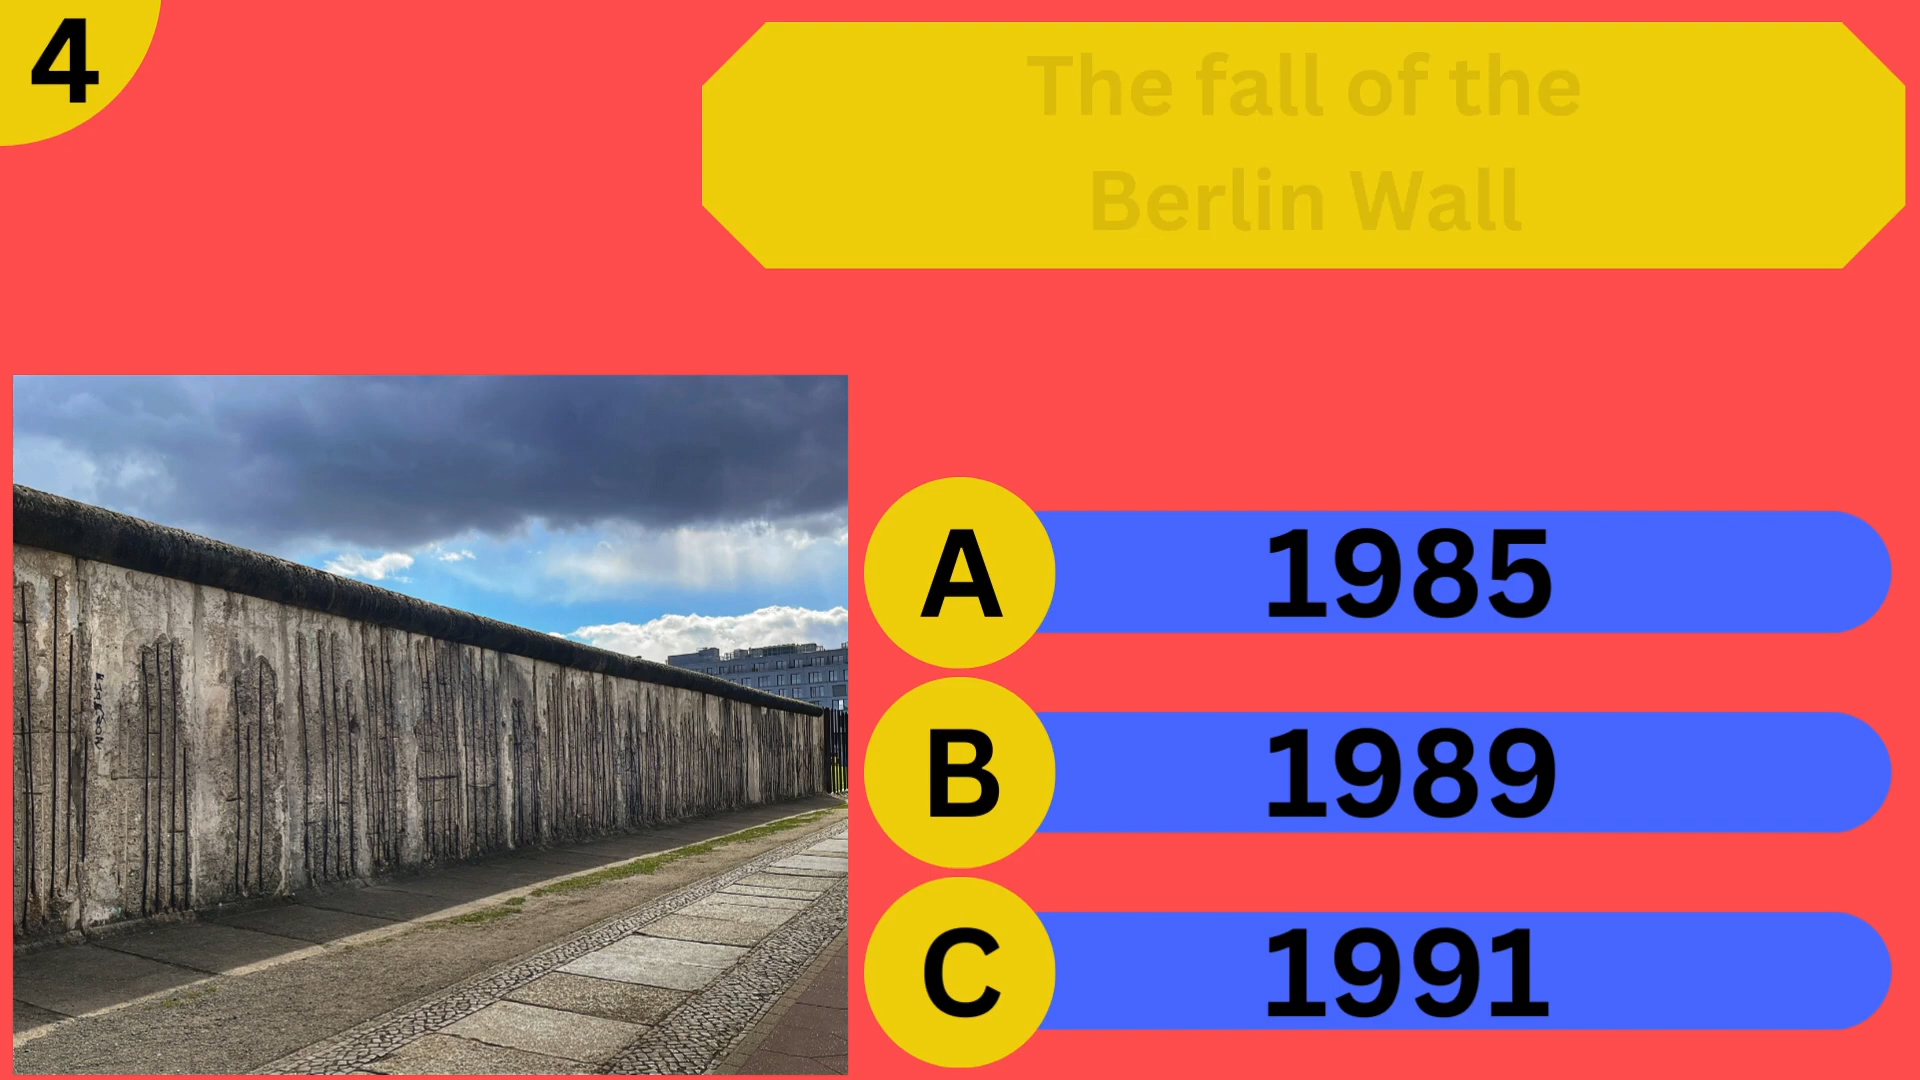 4
The fall of the
Berlin Wall
A 1985
B 1989
C 1991